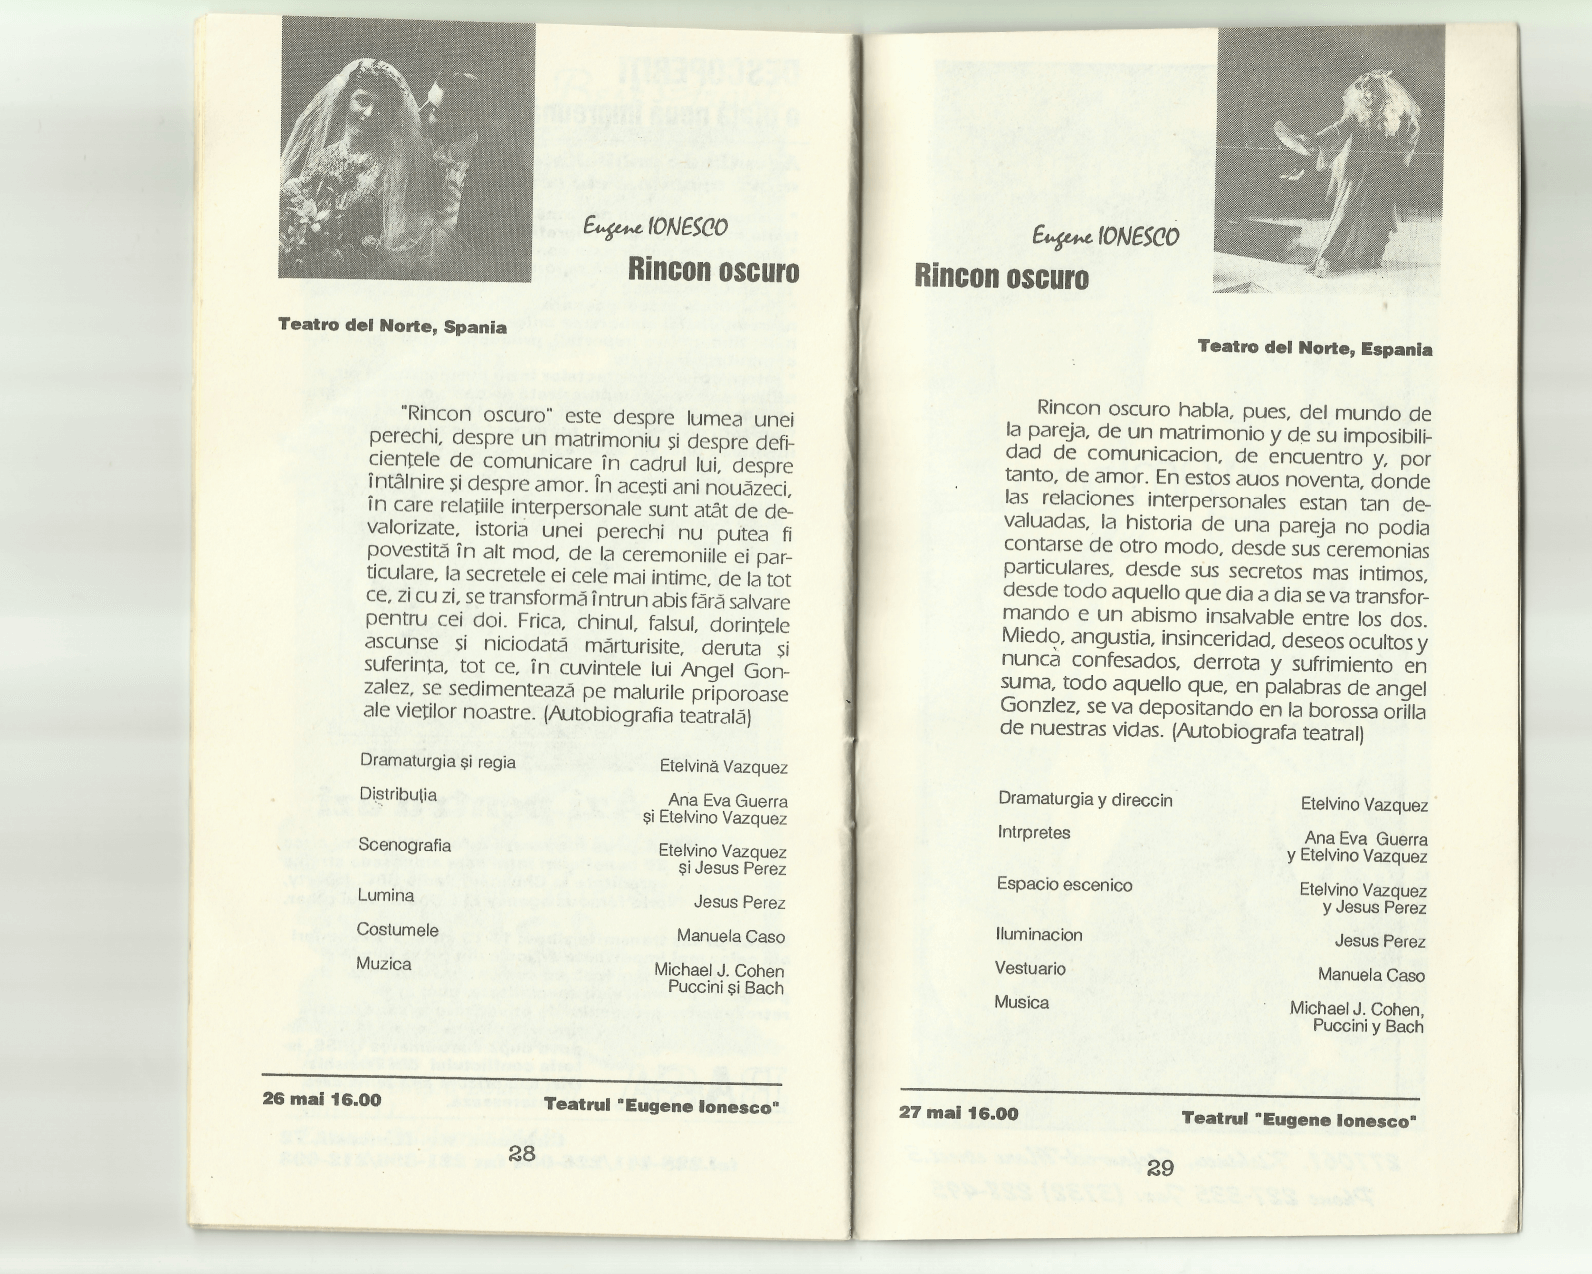 Eugene IONESCO
Rincon oscuro
Teatro del Norte, Spania
"Rincon oscuro" este despre lumea unei
perechi, despre un matrimoniu și despre defi-
ciențele de comunicare în cadrul lui, despre
întâlnire și despre amor. În acești ani nouăzeci,
în care relațiile interpersonale sunt atât de de-
valorizate, istoria unei perechi nu putea fi
povestită în alt mod, de la ceremoniile ei par-
ticulare, la secretele ei cele mai intime, de la tot
ce, zi cu zi, se transformă întrun abis fără salvare
pentru cei doi. Frica, chinul, falsul, dorințele
ascunse și niciodată mărturisite, deruta și
suferința, tot ce, în cuvintele lui Angel Gon-
zalez, se sedimentează pe malurile priporoase
ale vieților noastre. (Autobiografia teatrală)
Dramaturgia și regia Etelvină Vazquez
Distribuția Ana Eva Guerra
și Etelvino Vazquez
Scenografia Etelvino Vazquez
și Jesus Perez
Lumina Jesus Perez
Costumele Manuela Caso
Muzica Michael J. Cohen
Puccini și Bach
26 mai 16.00 Teatrul "Eugene Ionesco"
28
Eugene IONESCO
Rincon oscuro
Teatro del Norte, Espania
Rincon oscuro habla, pues, del mundo de
la pareja, de un matrimonio y de su imposibili-
dad de comunicacion, de encuentro y, por
tanto, de amor. En estos auos noventa, donde
las relaciones interpersonales estan tan de-
valuadas, la historia de una pareja no podia
contarse de otro modo, desde sus ceremonias
particulares, desde sus secretos mas intimos,
desde todo aquello que dia a dia se va transfor-
mando e un abismo insalvable entre los dos.
Miedo, angustia, insinceridad, deseos ocultos y
nunca confesados, derrota y sufrimiento en
suma, todo aquello que, en palabras de angel
Gonzlez, se va depositando en la borossa orilla
de nuestras vidas. (Autobiografa teatral)
Dramaturgia y direccin Etelvino Vazquez
Intrpretes Ana Eva Guerra
y Etelvino Vazquez
Espacio escenico Etelvino Vazquez
y Jesus Perez
Iluminacion Jesus Perez
Vestuario Manuela Caso
Musica Michael J. Cohen,
Puccini y Bach
27 mai 16.00 Teatrul "Eugene Ionesco"
29